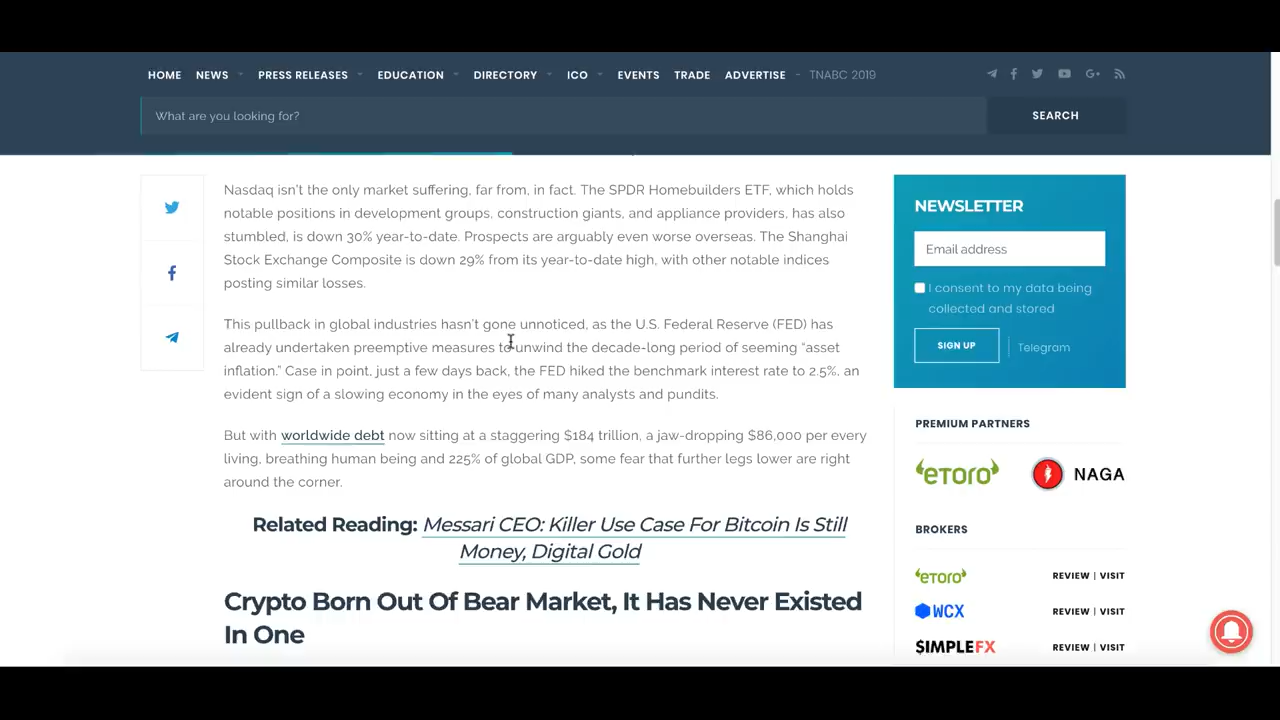 HOME NEWS PRESS RELEASES EDUCATION DIRECTORY ICO EVENTS TRADE ADVERTISE - TNABC 2019
What are you looking for?
SEARCH
Nasdaq isn't the only market suffering, far from, in fact. The SPDR Homebuilders ETF, which holds
notable positions in development groups, construction giants, and appliance providers, has also
stumbled, is down 30% year-to-date. Prospects are arguably even worse overseas. The Shanghai
Stock Exchange Composite is down 29% from its year-to-date high, with other notable indices
posting similar losses.
This pullback in global industries hasn't gone unnoticed, as the U.S. Federal Reserve (FED) has
already undertaken preemptive measures to unwind the decade-long period of seeming “asset
inflation.” Case in point, just a few days back, the FED hiked the benchmark interest rate to 2.5%, an
evident sign of a slowing economy in the eyes of many analysts and pundits.
But with worldwide debt now sitting at a staggering $184 trillion, a jaw-dropping $86,000 per every
living, breathing human being and 225% of global GDP, some fear that further legs lower are right
around the corner.
Related Reading: Messari CEO: Killer Use Case For Bitcoin Is Still
Money, Digital Gold
Crypto Born Out Of Bear Market, It Has Never Existed
In One
NEWSLETTER
Email address
I consent to my data being
collected and stored
SIGN UP
Telegram
PREMIUM PARTNERS
eToro
NAGA
BROKERS
eToro REVIEW | VISIT
WCX REVIEW | VISIT
$IMPLEFX REVIEW | VISIT